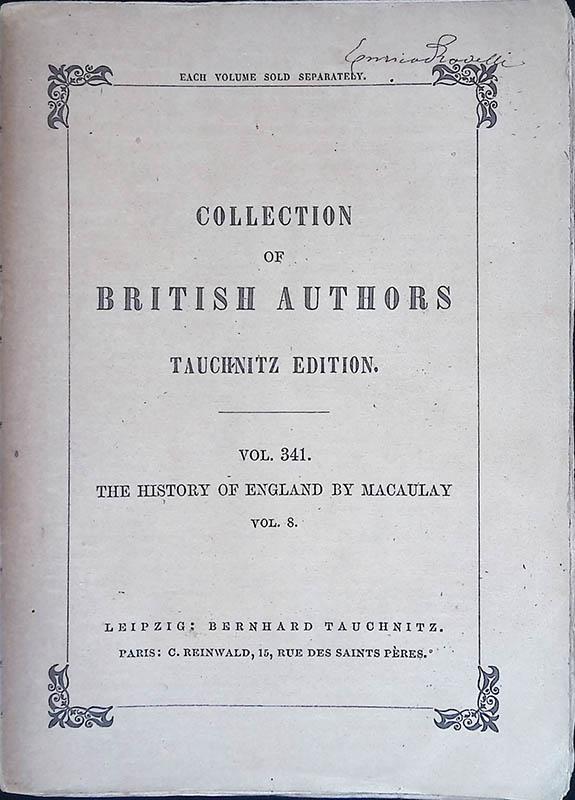 Enrico Rovelli
EACH VOLUME SOLD SEPARATELY.
COLLECTION
OF
BRITISH AUTHORS
TAUCHNITZ EDITION.
VOL. 341.
THE HISTORY OF ENGLAND BY MACAULAY
VOL. 8.
LEIPZIG: BERNHARD TAUCHNITZ.
PARIS: C. REINWALD, 15, RUE DES SAINTS PÈRES.